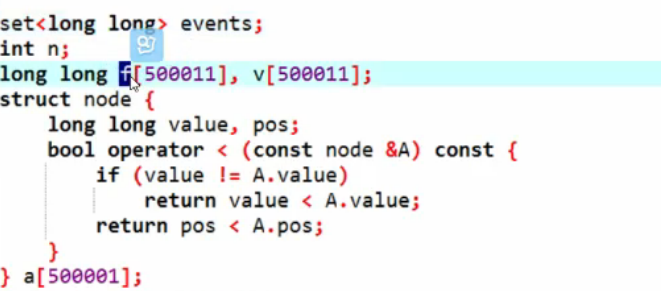 set<long long> events;
int n;
long long f[500011], v[500011];
struct node {
    long long value, pos;
    bool operator < (const node &A) const {
        if (value != A.value)
            return value < A.value;
        return pos < A.pos;
    }
} a[500001];